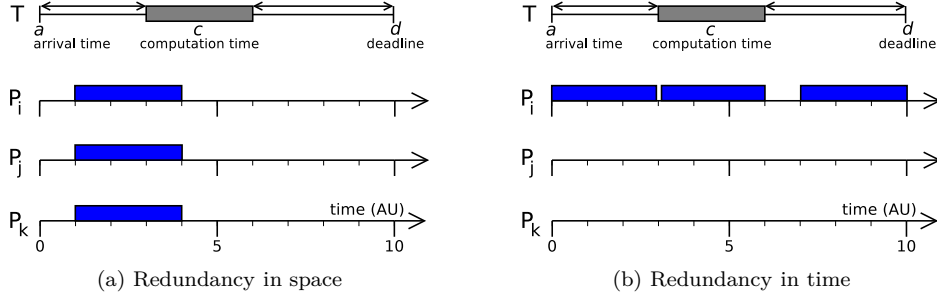 T
a c d
arrival time computation time deadline
P_i
P_j
P_k time (AU)
0 5 10
(a) Redundancy in space
T
a c d
arrival time computation time deadline
P_i
P_j
P_k time (AU)
0 5 10
(b) Redundancy in time